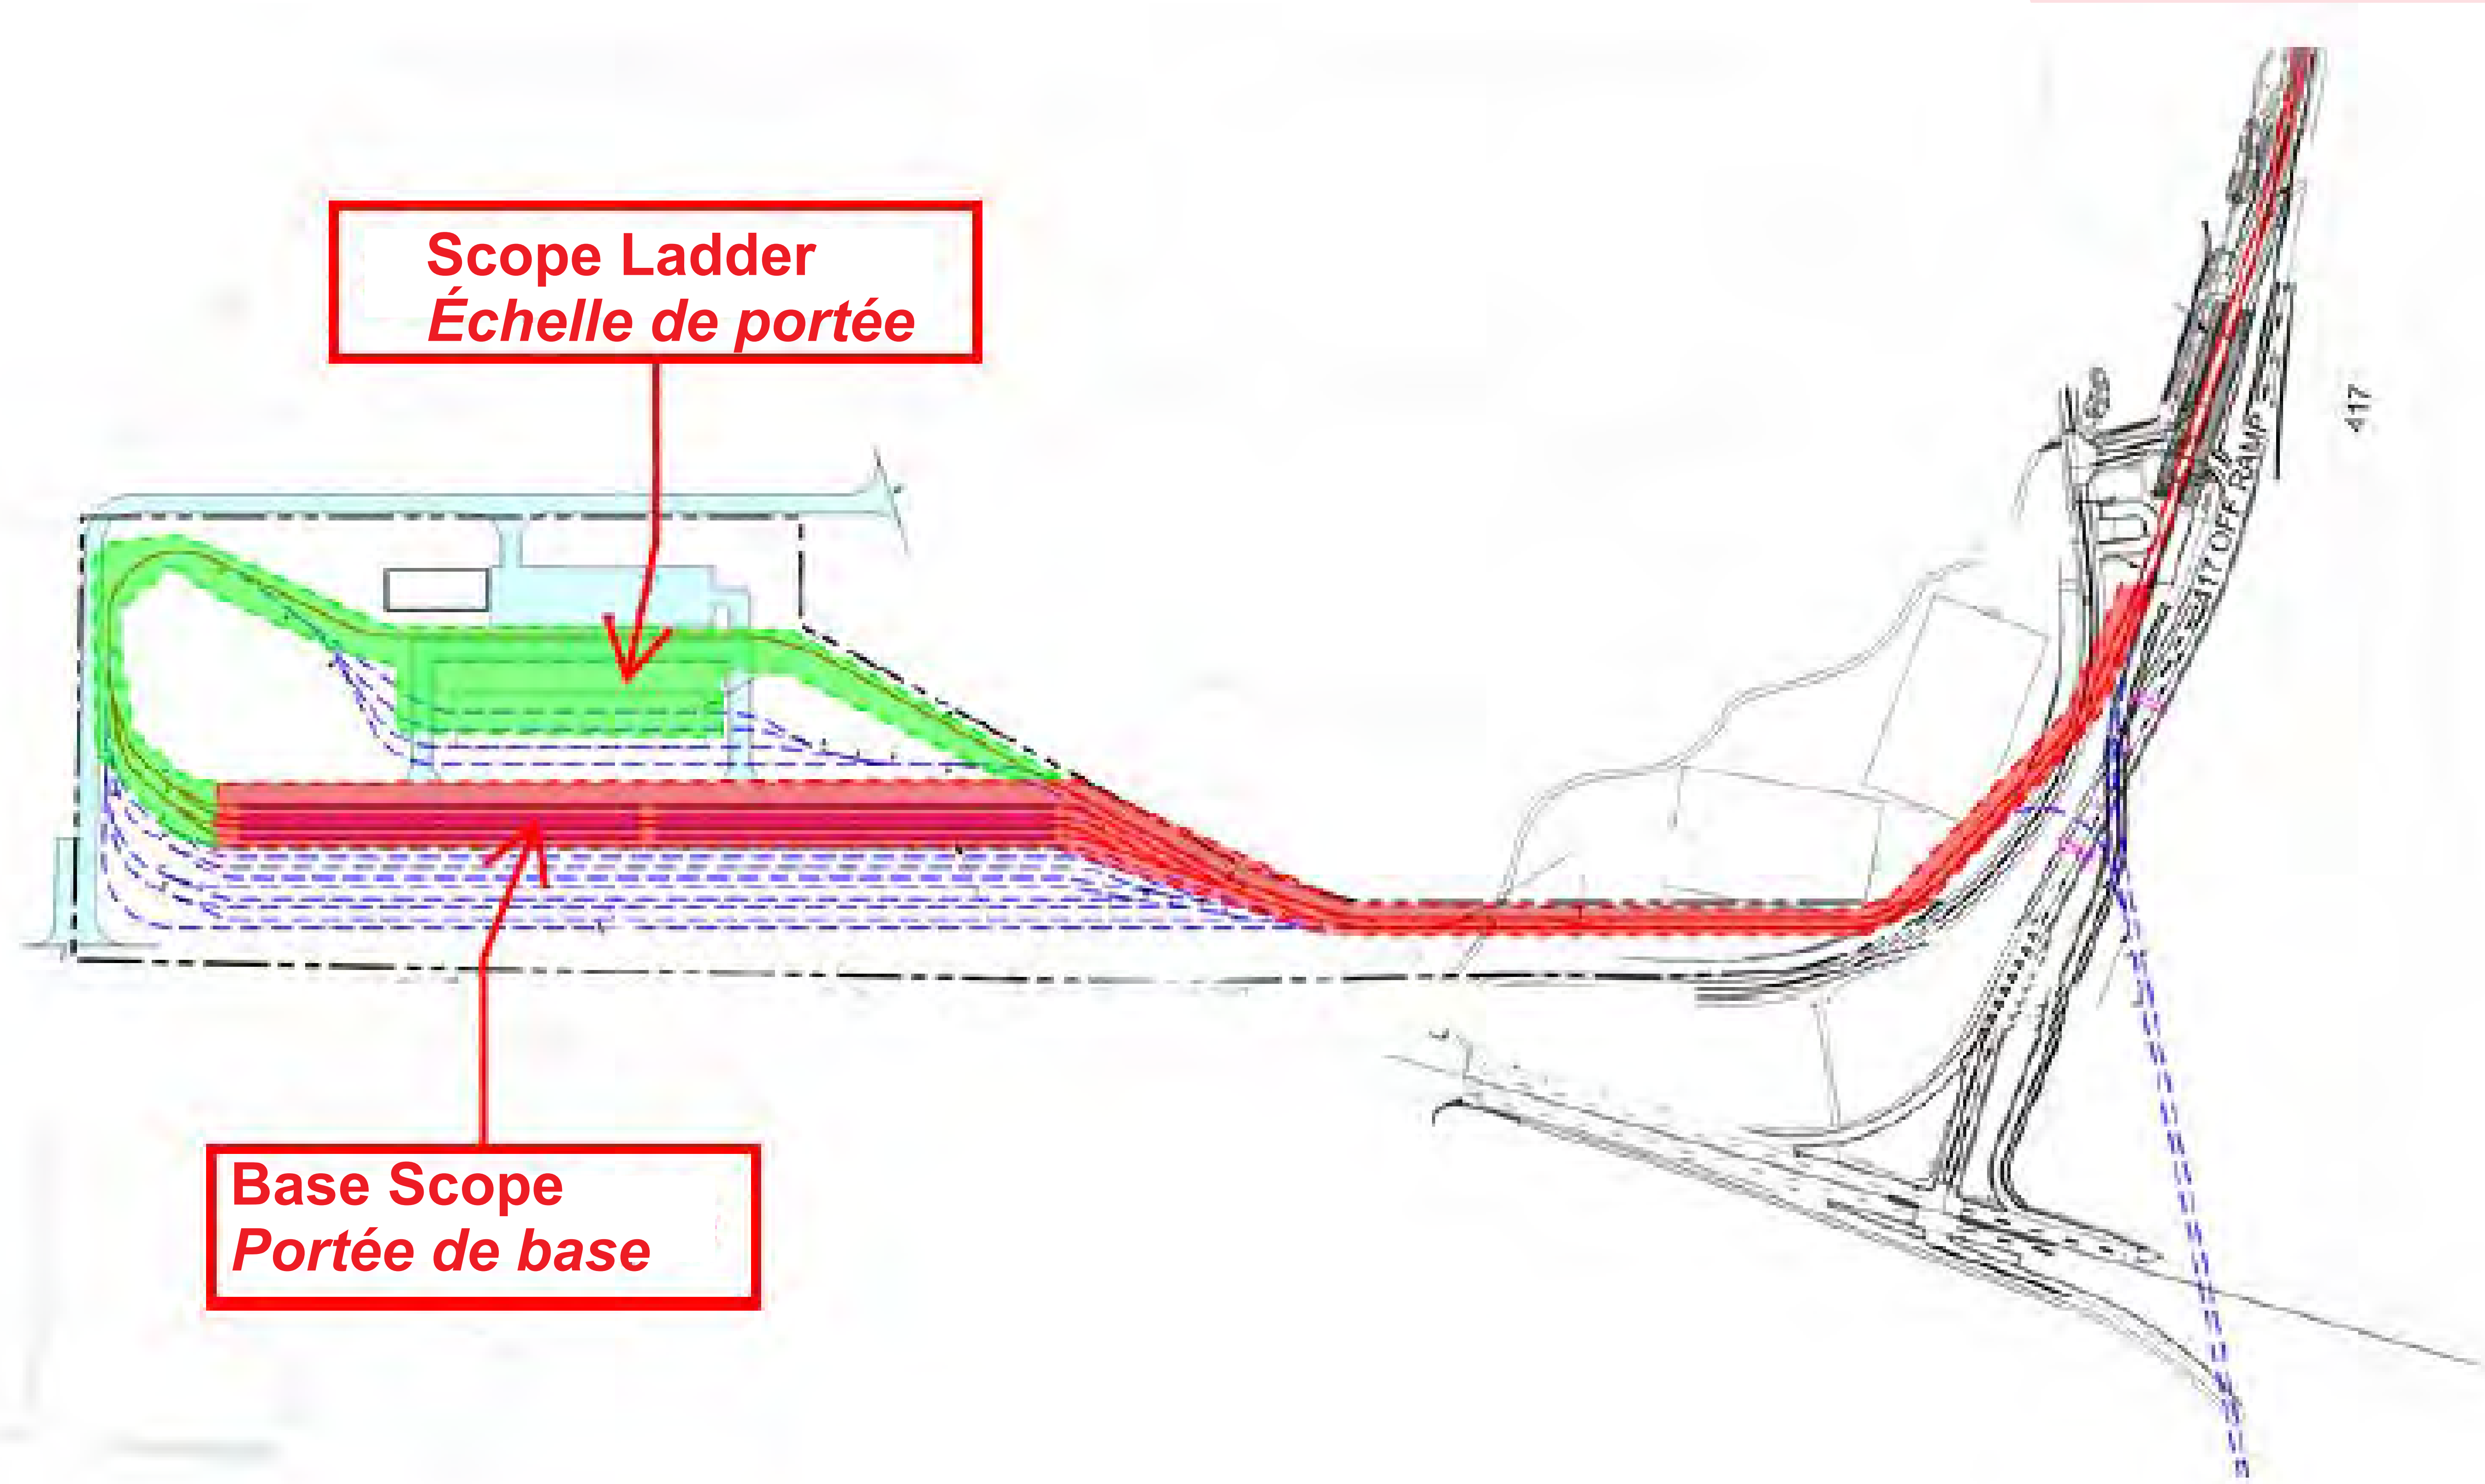 Scope Ladder
Échelle de portée
417
417 OFF RAMP
Base Scope
Portée de base